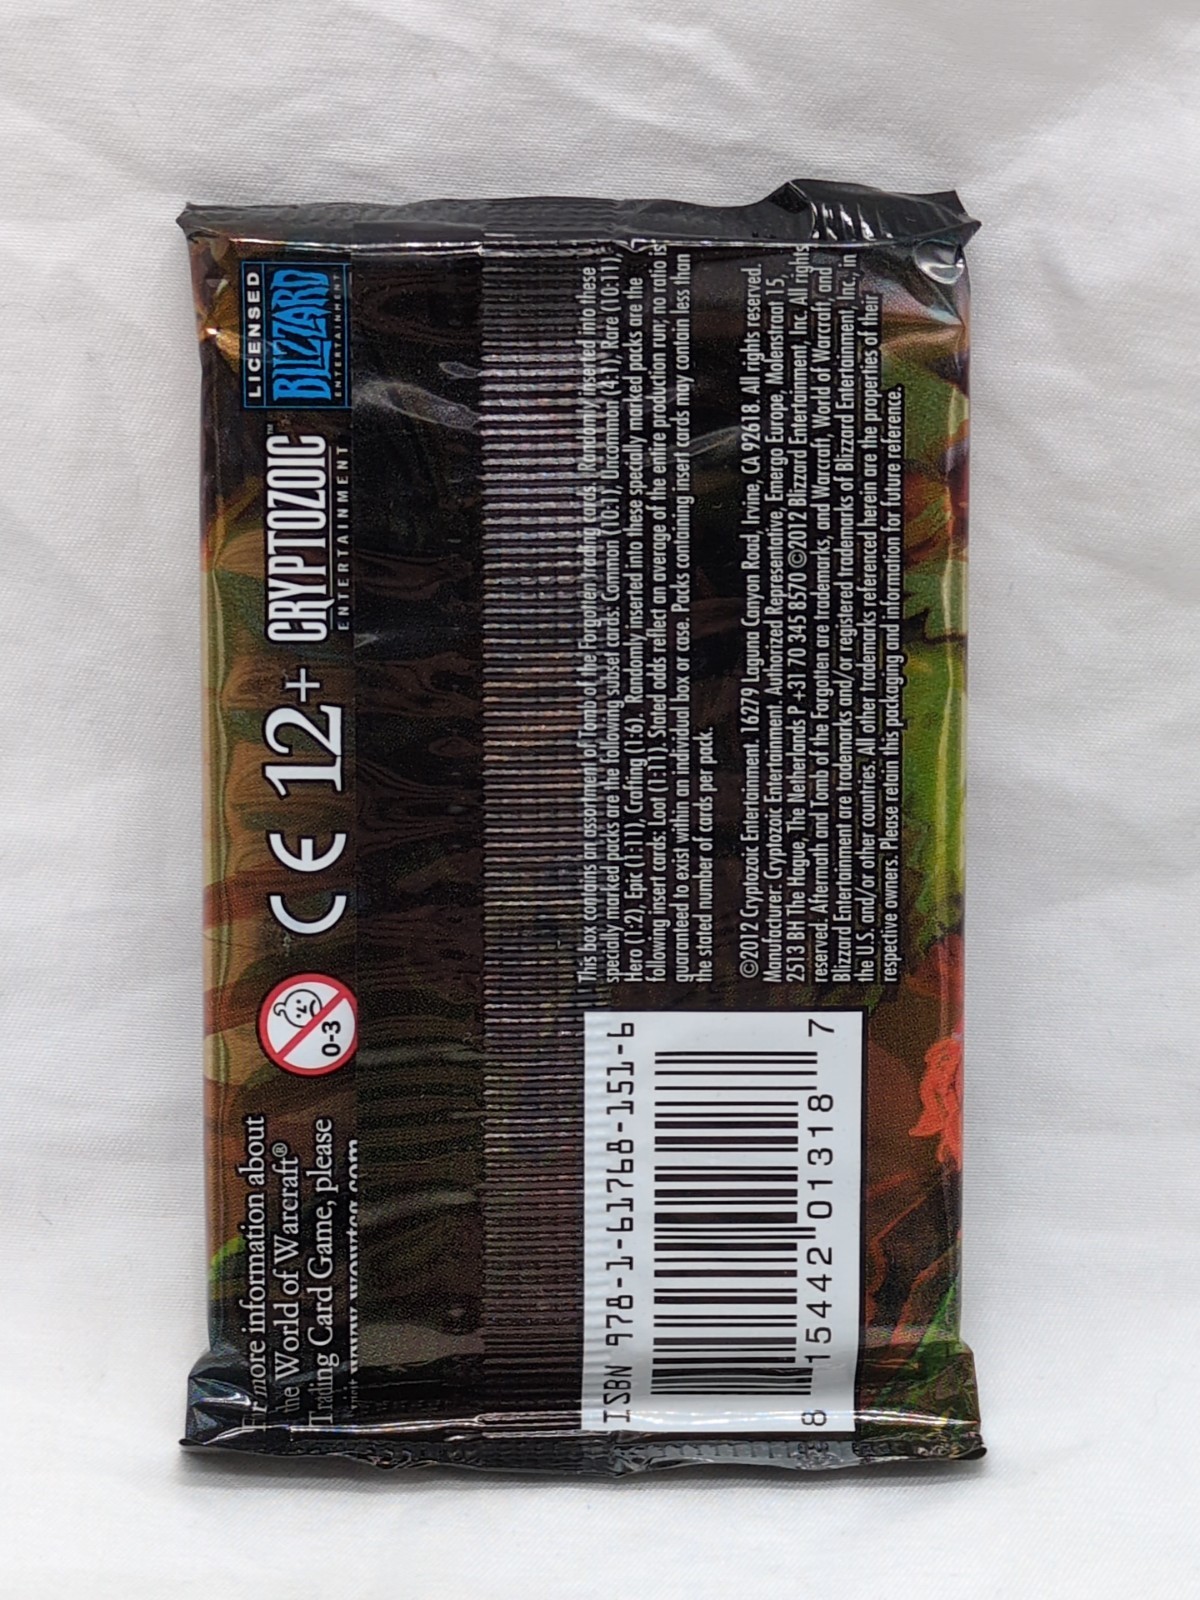 more information about
the World of Warcraft®
Trading Card Game, please
www.wowtcg.com
0-3
CE 12+
CRYPTOZOIC™
ENTERTAINMENT
LICENSED
BLIZZARD
ENTERTAINMENT
This box contains an assortment of Tomb of the Forgotten trading cards. Randomly inserted into these
specially marked packs are the following subset cards: Common (10:1), Uncommon (4:1), Rare (10:11),
Hero (1:2), Epic (1:11), Crafting (1:6). Randomly inserted into these specially marked packs are the
following insert cards: Loot (1:11). Stated odds reflect an average of the entire production run; no ratio is
guaranteed to exist within an individual box or case. Packs containing insert cards may contain less than
the stated number of cards per pack.
©2012 Cryptozoic Entertainment. 16279 Laguna Canyon Road, Irvine, CA 92618. All rights reserved.
Manufacturer: Cryptozoic Entertainment. Authorized Representative, Emergo Europe, Molenstraat 15,
2513 BH The Hague, The Netherlands P +31 70 345 8570 ©2012 Blizzard Entertainment, Inc. All rights
reserved. Aftermath and Tomb of the Forgotten are trademarks, and Warcraft, World of Warcraft, and
Blizzard Entertainment are trademarks and/or registered trademarks of Blizzard Entertainment, Inc, in
the U.S. and/or other countries. All other trademarks referenced herein are the properties of their
respective owners. Please retain this packaging and information for future reference.
ISBN 978-1-61768-151-6
8 15442 01318 7